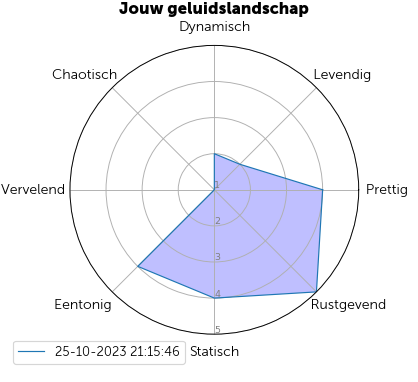 Jouw geluidslandschap
Dynamisch
Chaotisch
Levendig
Vervelend
1
Prettig
2
3
4
Eentonig
Rustgevend
5
25-10-2023 21:15:46
Statisch